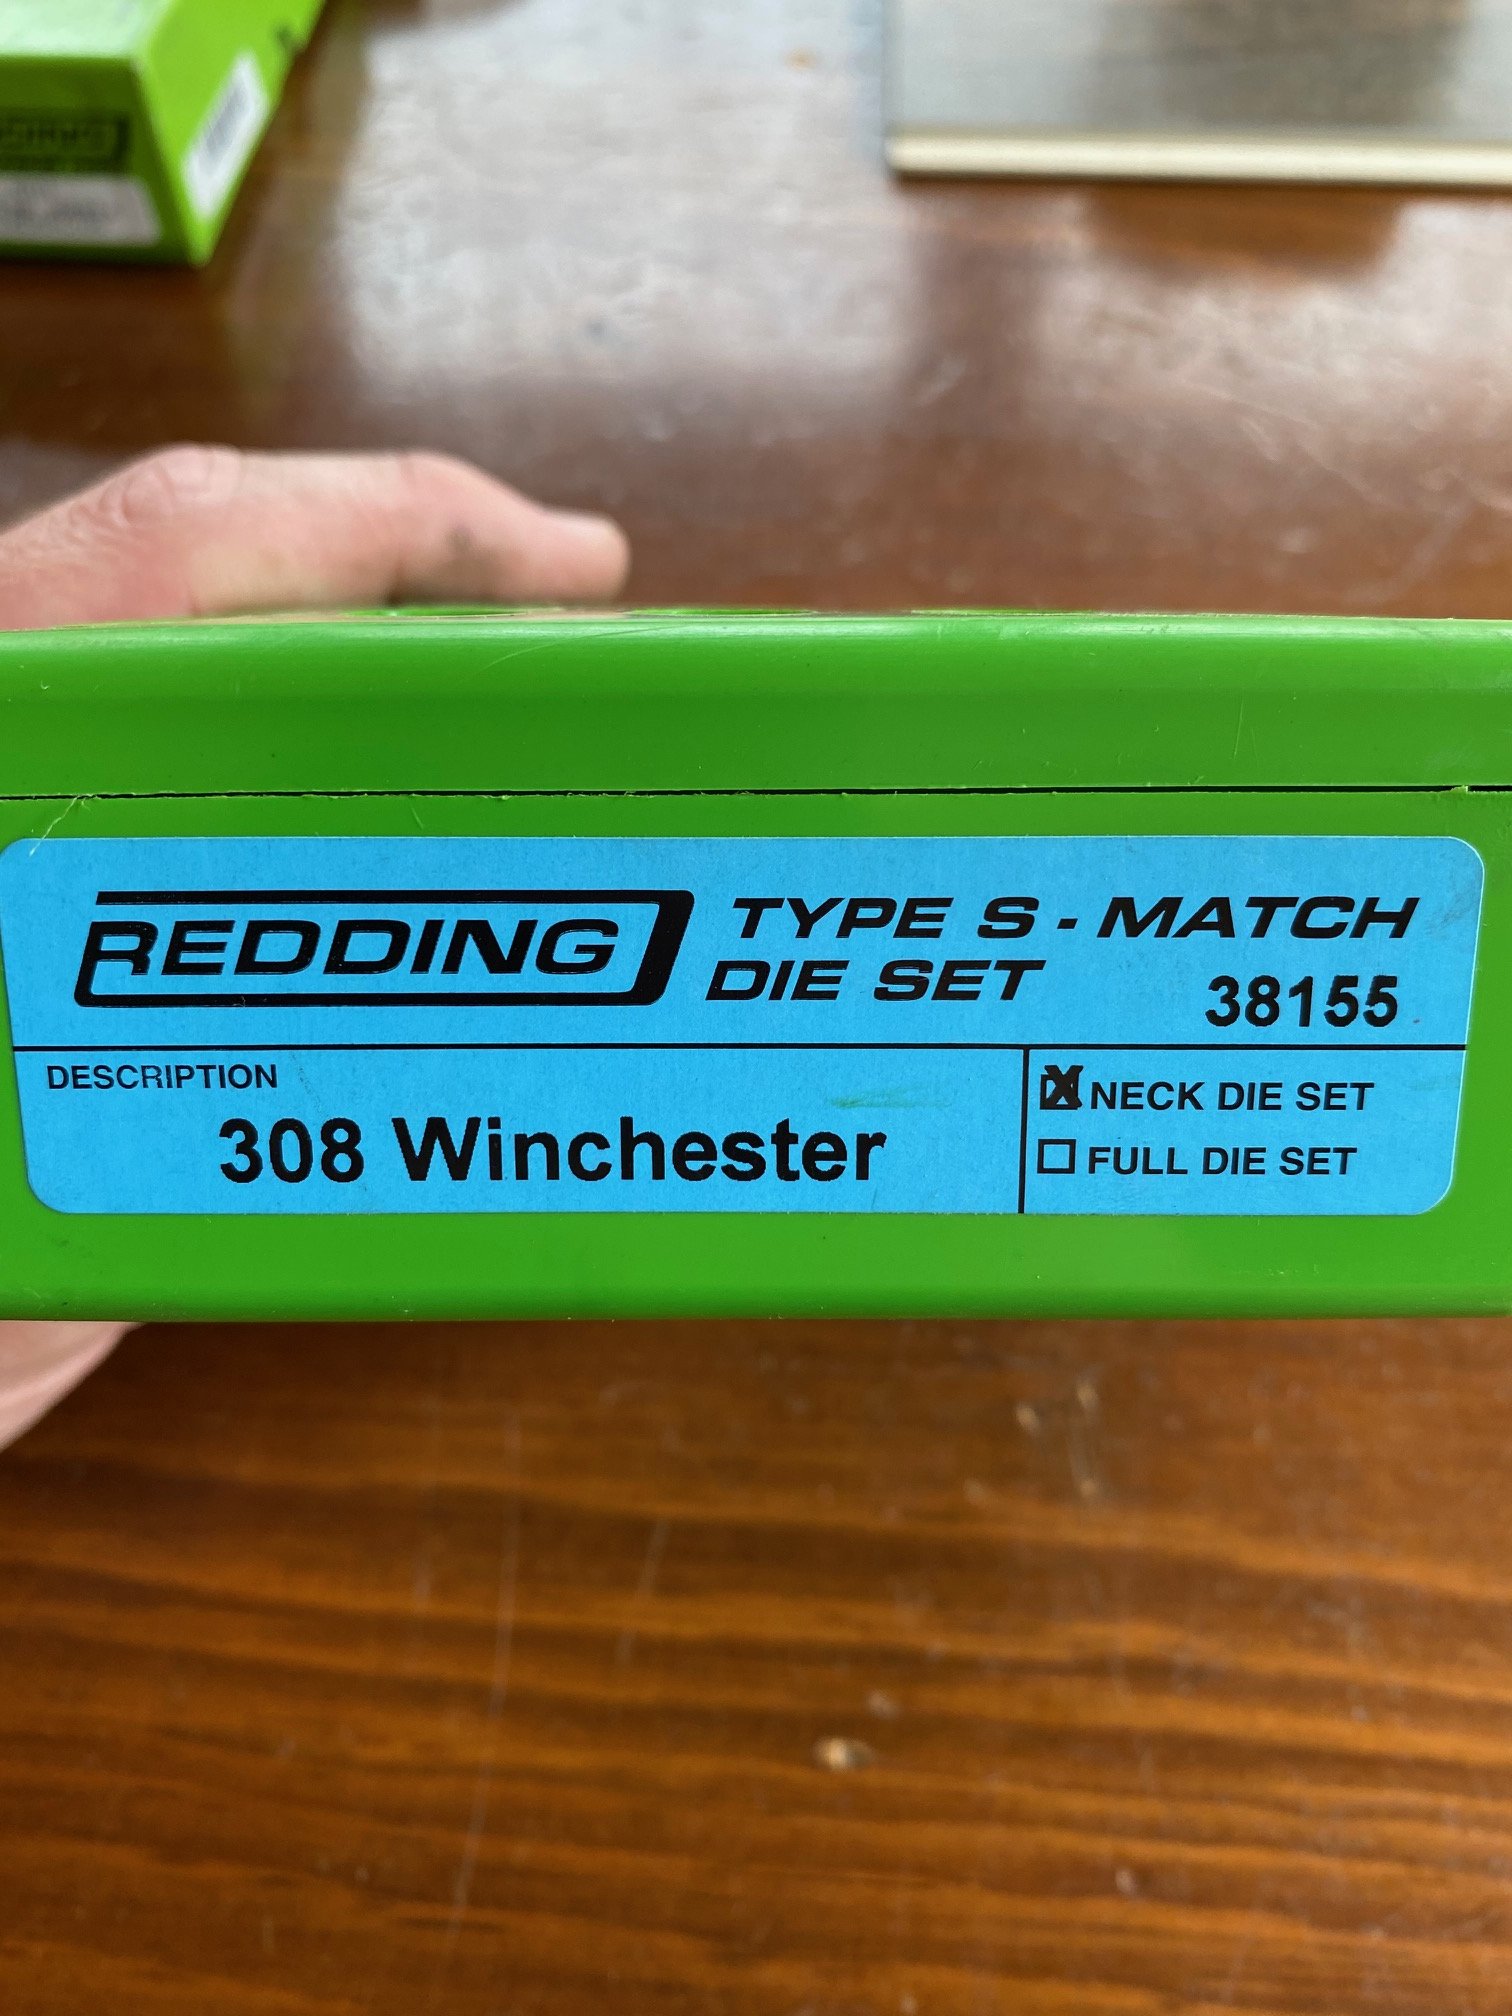 REDDING
TYPE S - MATCH
DIE SET
38155
DESCRIPTION
308 Winchester
NECK DIE SET
FULL DIE SET